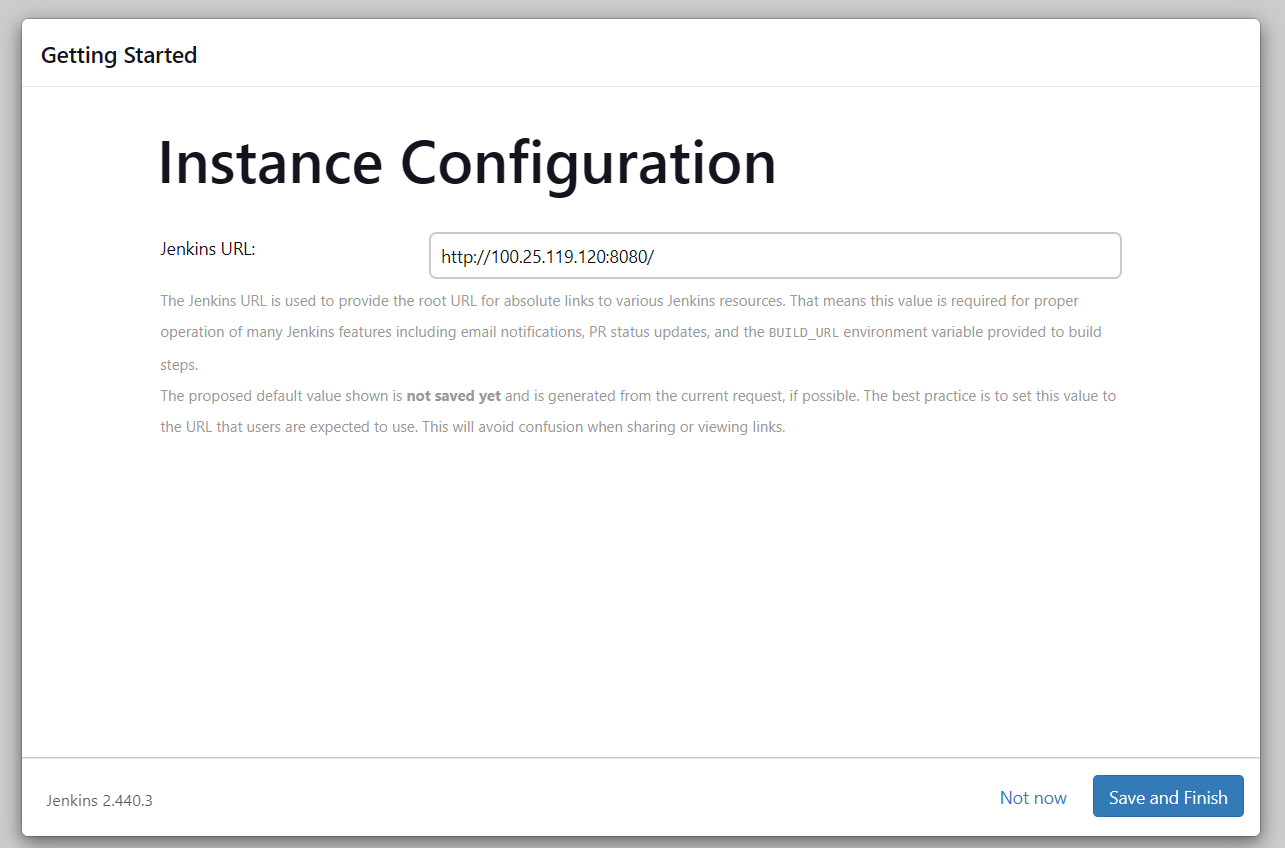 Getting Started
Instance Configuration
Jenkins URL:
http://100.25.119.120:8080/
The Jenkins URL is used to provide the root URL for absolute links to various Jenkins resources. That means this value is required for proper
operation of many Jenkins features including email notifications, PR status updates, and the BUILD_URL environment variable provided to build
steps.
The proposed default value shown is not saved yet and is generated from the current request, if possible. The best practice is to set this value to
the URL that users are expected to use. This will avoid confusion when sharing or viewing links.
Jenkins 2.440.3
Not now
Save and Finish